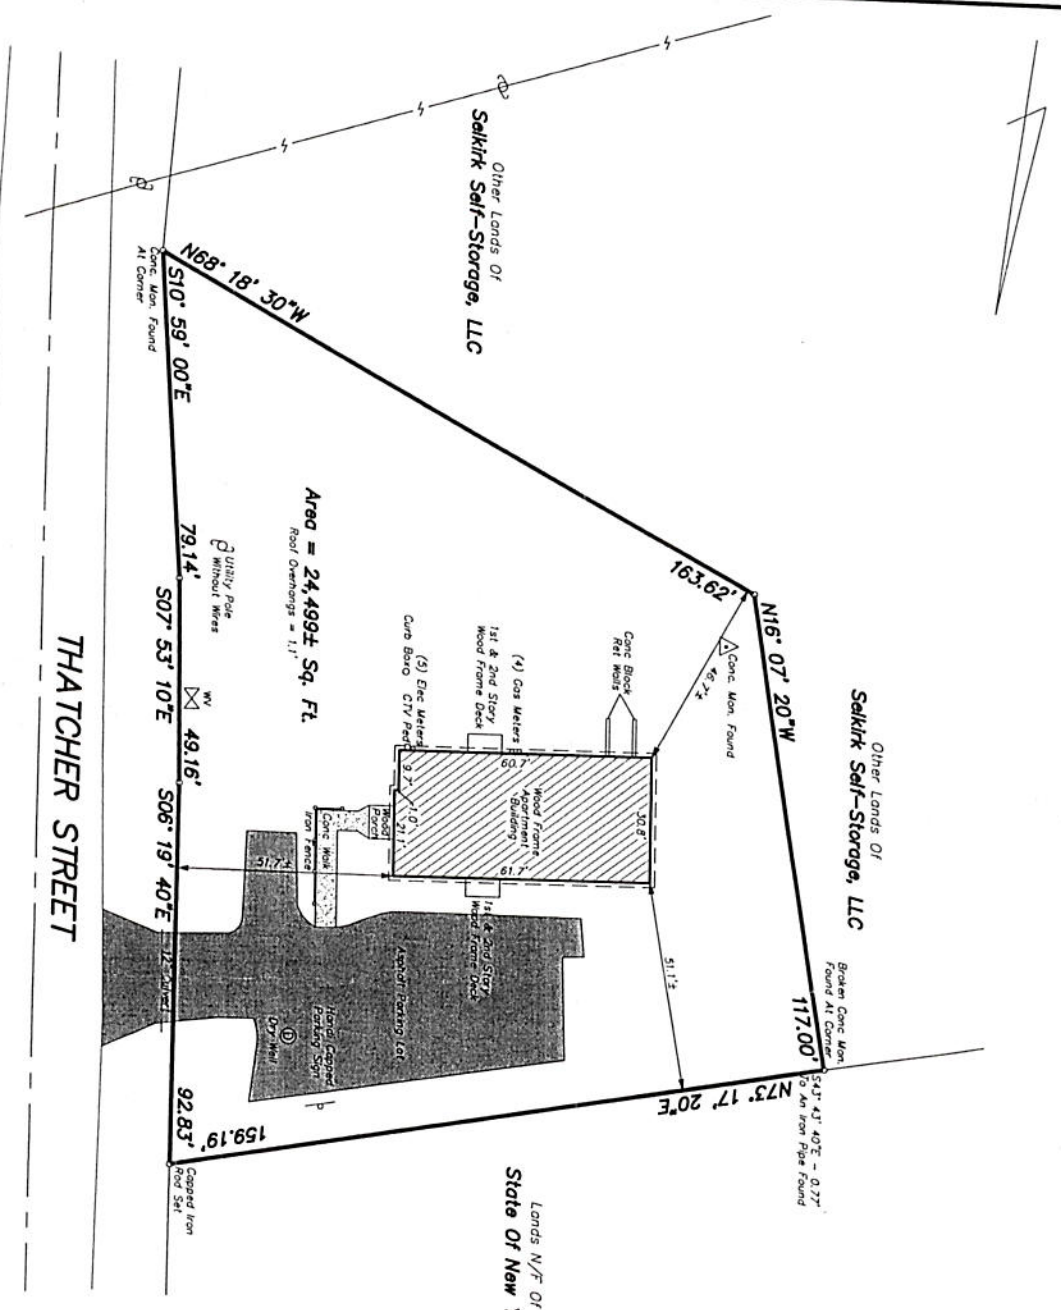 Other Lands Of
Selkirk Self-Storage, LLC
Other Lands Of
Selkirk Self-Storage, LLC
Conc. Mon. Found
At Corner
N68° 18' 30"W
163.62'
N16° 07' 20"W
117.00'
Broken Conc Mon.
Found At Corner
S43° 43' 40"E - 0.77'
To An Iron Pipe Found
N73° 17' 20"E
159.19'
Lands N/F Of
State Of New
Capped Iron
Rod Set
S10° 59' 00"E
79.14'
S07° 53' 10"E
49.16'
S06° 19' 40"E
92.83'
Utility Pole
Without Wires
WV
Area = 24,499± Sq. Ft.
Roof Overhangs = 1.1'
Conc. Mon. Found
46.7'±
Conc Block
Ret Walls
(4) Gas Meters
1st & 2nd Story
Wood Frame Deck
(5) Elec Meters
Curb Boxo
CTV Ped
60.7'
30.8'
Wood Frame
Apartment
Building
61.7'
9.7'
1.0'
21.1'
Wood
Porch
Conc Walk
Iron Fence
51.7'±
51.1'±
1st & 2nd Story
Wood Frame Deck
Asphalt Parking Lot
Handi Capped
Parking Sign
D
Dry Well
12" Culvert
THATCHER STREET